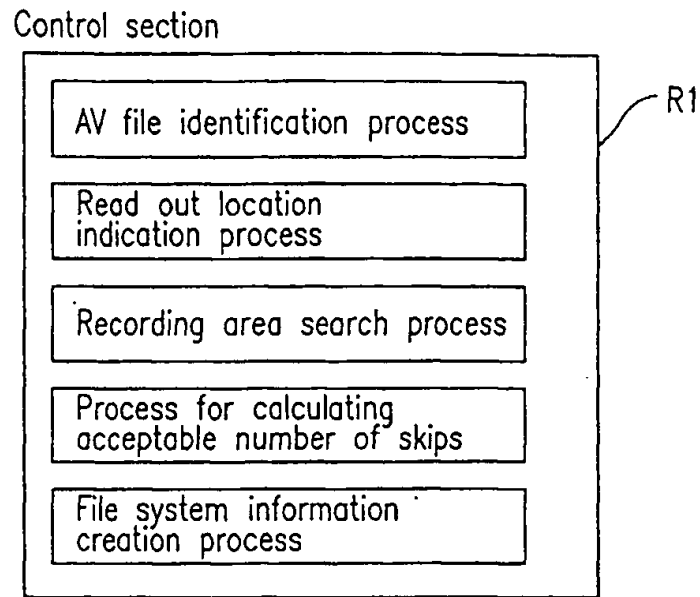 Control section
R1
AV file identification process
Read out location
indication process
Recording area search process
Process for calculating
acceptable number of skips
File system information
creation process